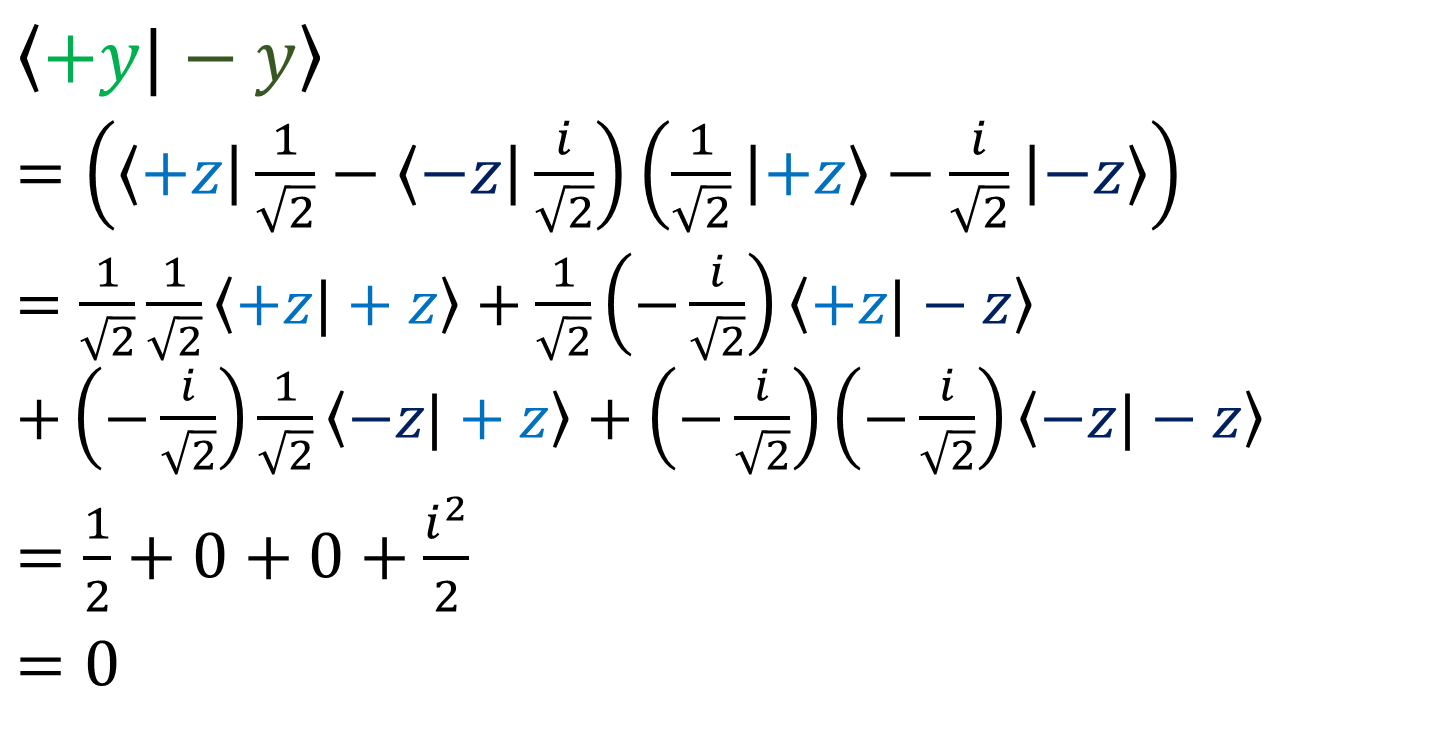 ⟨+y| − y⟩
= (⟨+z| 1/√2 − ⟨−z| i/√2) (1/√2 |+z⟩ − i/√2 |−z⟩)
= 1/√2 1/√2 ⟨+z| + z⟩ + 1/√2 (− i/√2) ⟨+z| − z⟩
+ (− i/√2) 1/√2 ⟨−z| + z⟩ + (− i/√2) (− i/√2) ⟨−z| − z⟩
= 1/2 + 0 + 0 + i²/2
= 0